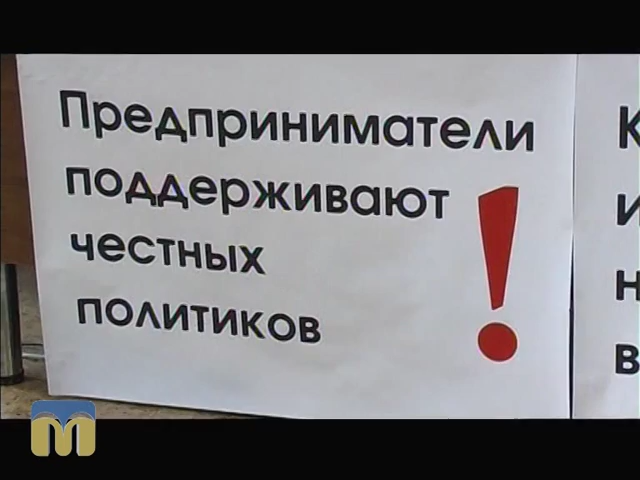 Предприниматели
поддерживают
честных
политиков
!
К
и
н
в
М